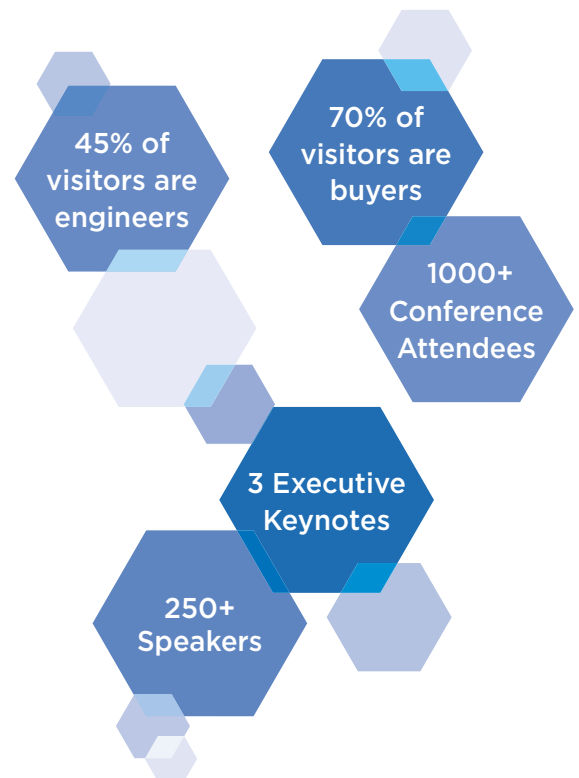 45% of
visitors are
engineers
70% of
visitors are
buyers
1000+
Conference
Attendees
3 Executive
Keynotes
250+
Speakers